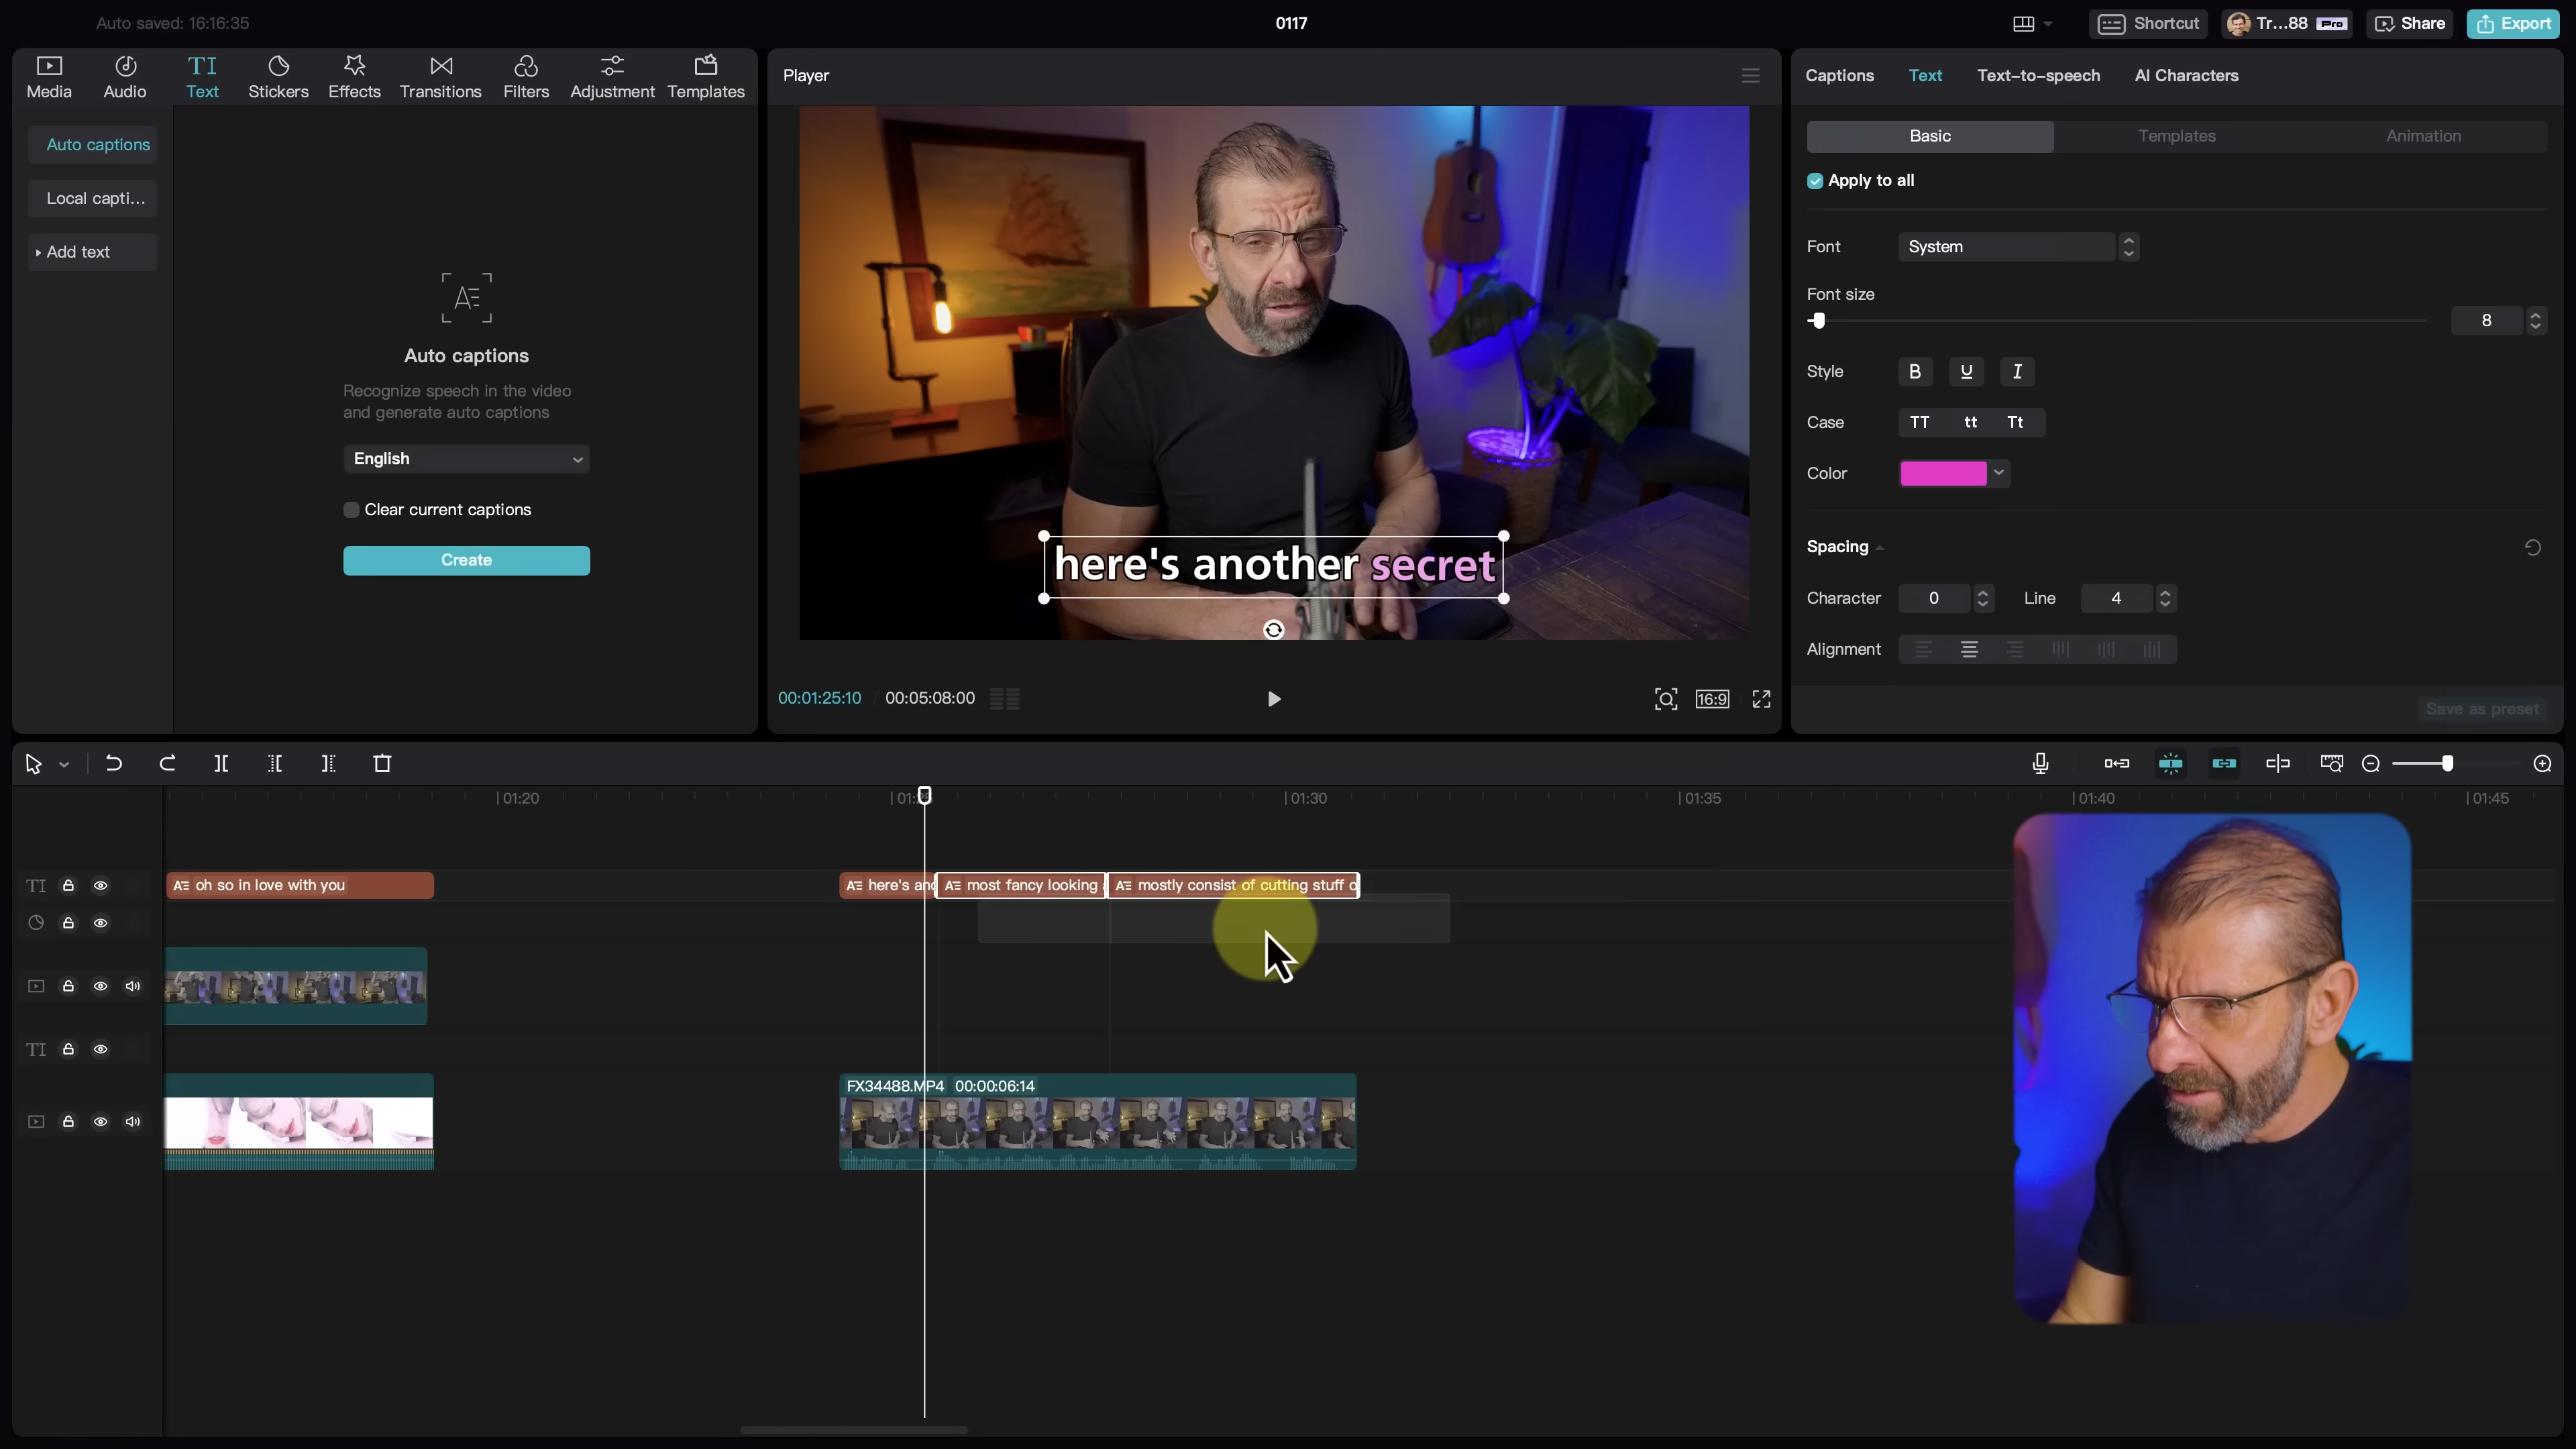 Auto saved: 16:16:35
0117
Shortcut
Tr...88 Pro
Share
Export
Media
Audio
TI
Text
Stickers
Effects
Transitions
Filters
Adjustment
Templates
Auto captions
Local capti...
Add text
Auto captions
Recognize speech in the video
and generate auto captions
English
Clear current captions
Create
Player
here's another secret
00:01:25:10 / 00:05:08:00
16:9
Captions
Text
Text-to-speech
AI Characters
Basic
Templates
Animation
Apply to all
Font
System
Font size
8
Style
B U I
Case
TT tt Tt
Color
Spacing
Character
0
Line
4
Alignment
Save as preset
01:20
01:30
01:35
01:40
01:45
TI
oh so in love with you
here's and
most fancy looking
mostly consist of cutting stuff o
TI
FX34488.MP4 00:00:06:14